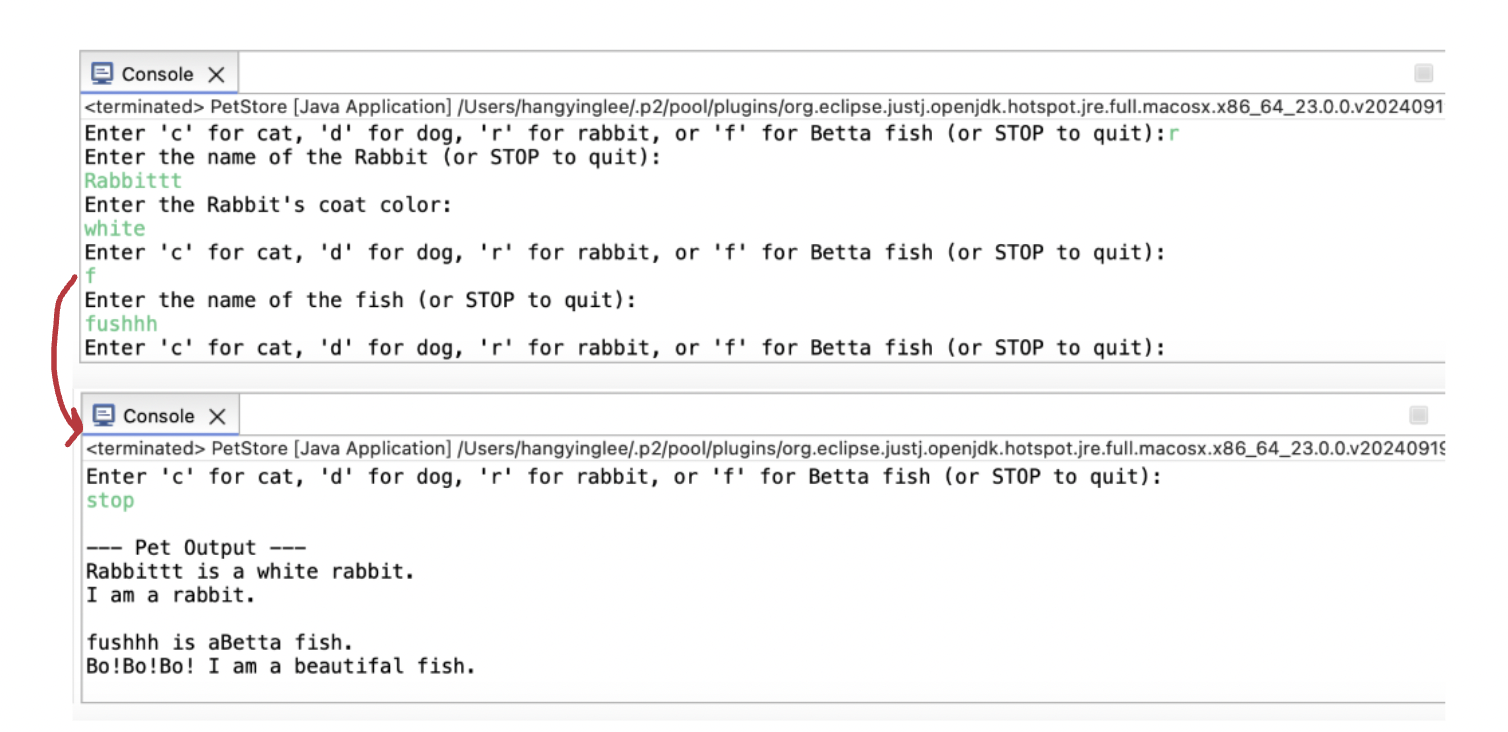 Console
<terminated> PetStore [Java Application] /Users/hangyinglee/.p2/pool/plugins/org.eclipse.justj.openjdk.hotspot.jre.full.macosx.x86_64_23.0.0.v2024091
Enter 'c' for cat, 'd' for dog, 'r' for rabbit, or 'f' for Betta fish (or STOP to quit):r
Enter the name of the Rabbit (or STOP to quit):
Rabbittt
Enter the Rabbit's coat color:
white
Enter 'c' for cat, 'd' for dog, 'r' for rabbit, or 'f' for Betta fish (or STOP to quit):
f
Enter the name of the fish (or STOP to quit):
fushhh
Enter 'c' for cat, 'd' for dog, 'r' for rabbit, or 'f' for Betta fish (or STOP to quit):
Console
<terminated> PetStore [Java Application] /Users/hangyinglee/.p2/pool/plugins/org.eclipse.justj.openjdk.hotspot.jre.full.macosx.x86_64_23.0.0.v20240919
Enter 'c' for cat, 'd' for dog, 'r' for rabbit, or 'f' for Betta fish (or STOP to quit):
stop
--- Pet Output ---
Rabbittt is a white rabbit.
I am a rabbit.
fushhh is aBetta fish.
Bo!Bo!Bo! I am a beautifal fish.